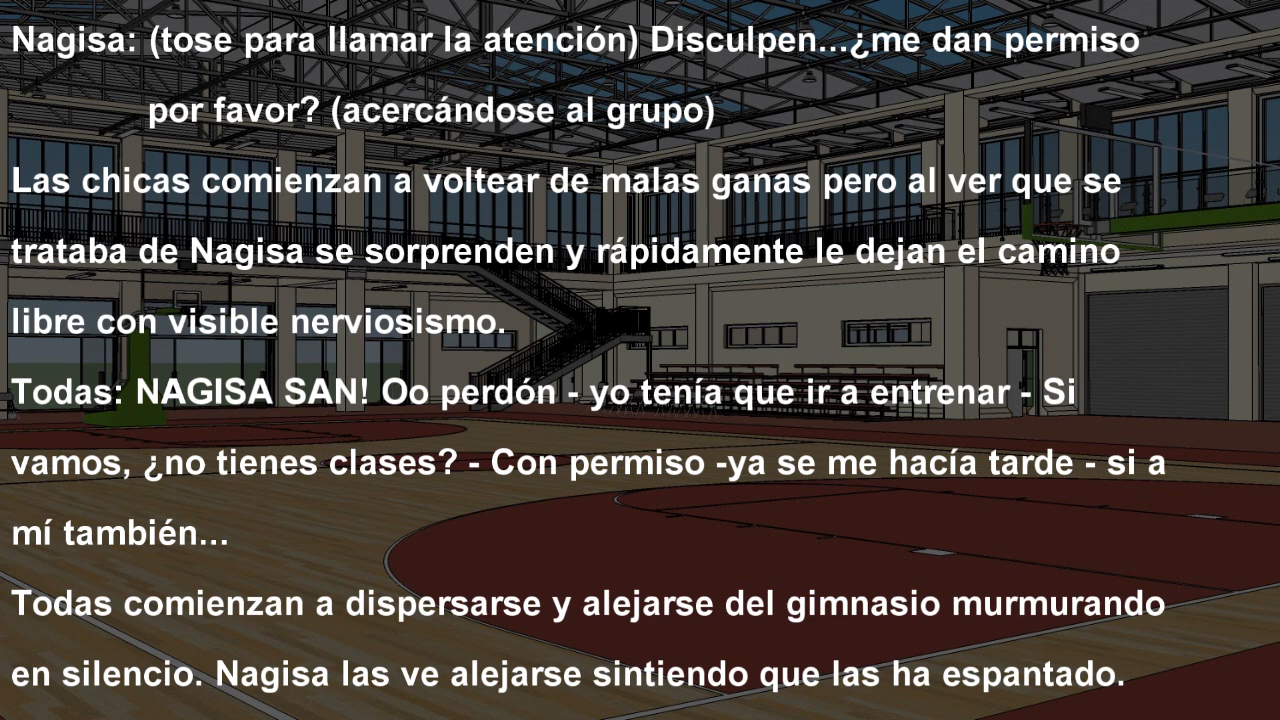 Nagisa: (tose para llamar la atención) Disculpen...¿me dan permiso
por favor? (acercándose al grupo)
Las chicas comienzan a voltear de malas ganas pero al ver que se
trataba de Nagisa se sorprenden y rápidamente le dejan el camino
libre con visible nerviosismo.
Todas: NAGISA SAN! Oo perdón - yo tenía que ir a entrenar - Si
vamos, ¿no tienes clases? - Con permiso -ya se me hacía tarde - si a
mí también...
Todas comienzan a dispersarse y alejarse del gimnasio murmurando
en silencio. Nagisa las ve alejarse sintiendo que las ha espantado.